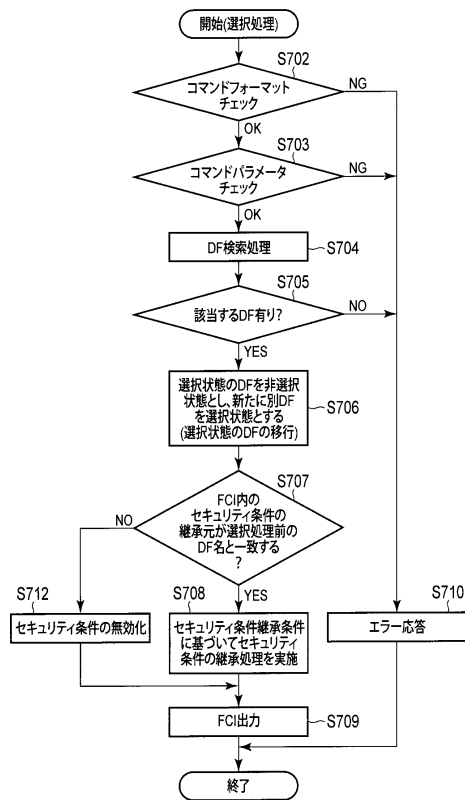 開始(選択処理)
S702
コマンドフォーマット
チェック
NG
OK
S703
コマンドパラメータ
チェック
NG
OK
DF検索処理
S704
S705
該当するDF有り?
NO
YES
選択状態のDFを非選択
状態とし、新たに別DF
を選択状態とする
(選択状態のDFの移行)
S706
S707
FCI内の
セキュリティ条件の
継承元が選択処理前の
DF名と一致する
?
NO
YES
S712
セキュリティ条件の無効化
S708
セキュリティ条件継承条件
に基づいてセキュリティ
条件の継承処理を実施
S710
エラー応答
FCI出力
S709
終了